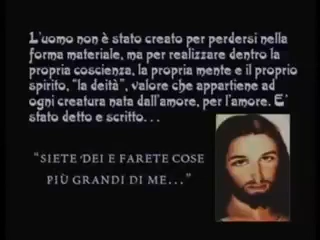 L'uomo non è stato creato per perdersi nella
forma materiale, ma per realizzare dentro la
propria coscienza, la propria mente e il proprio
spirito, "la deità", valore che appartiene ad
ogni creatura nata dall'amore, per l'amore. E'
stato detto e scritto...
"SIETE DEI E FARETE COSE
PIÙ GRANDI DI ME..."